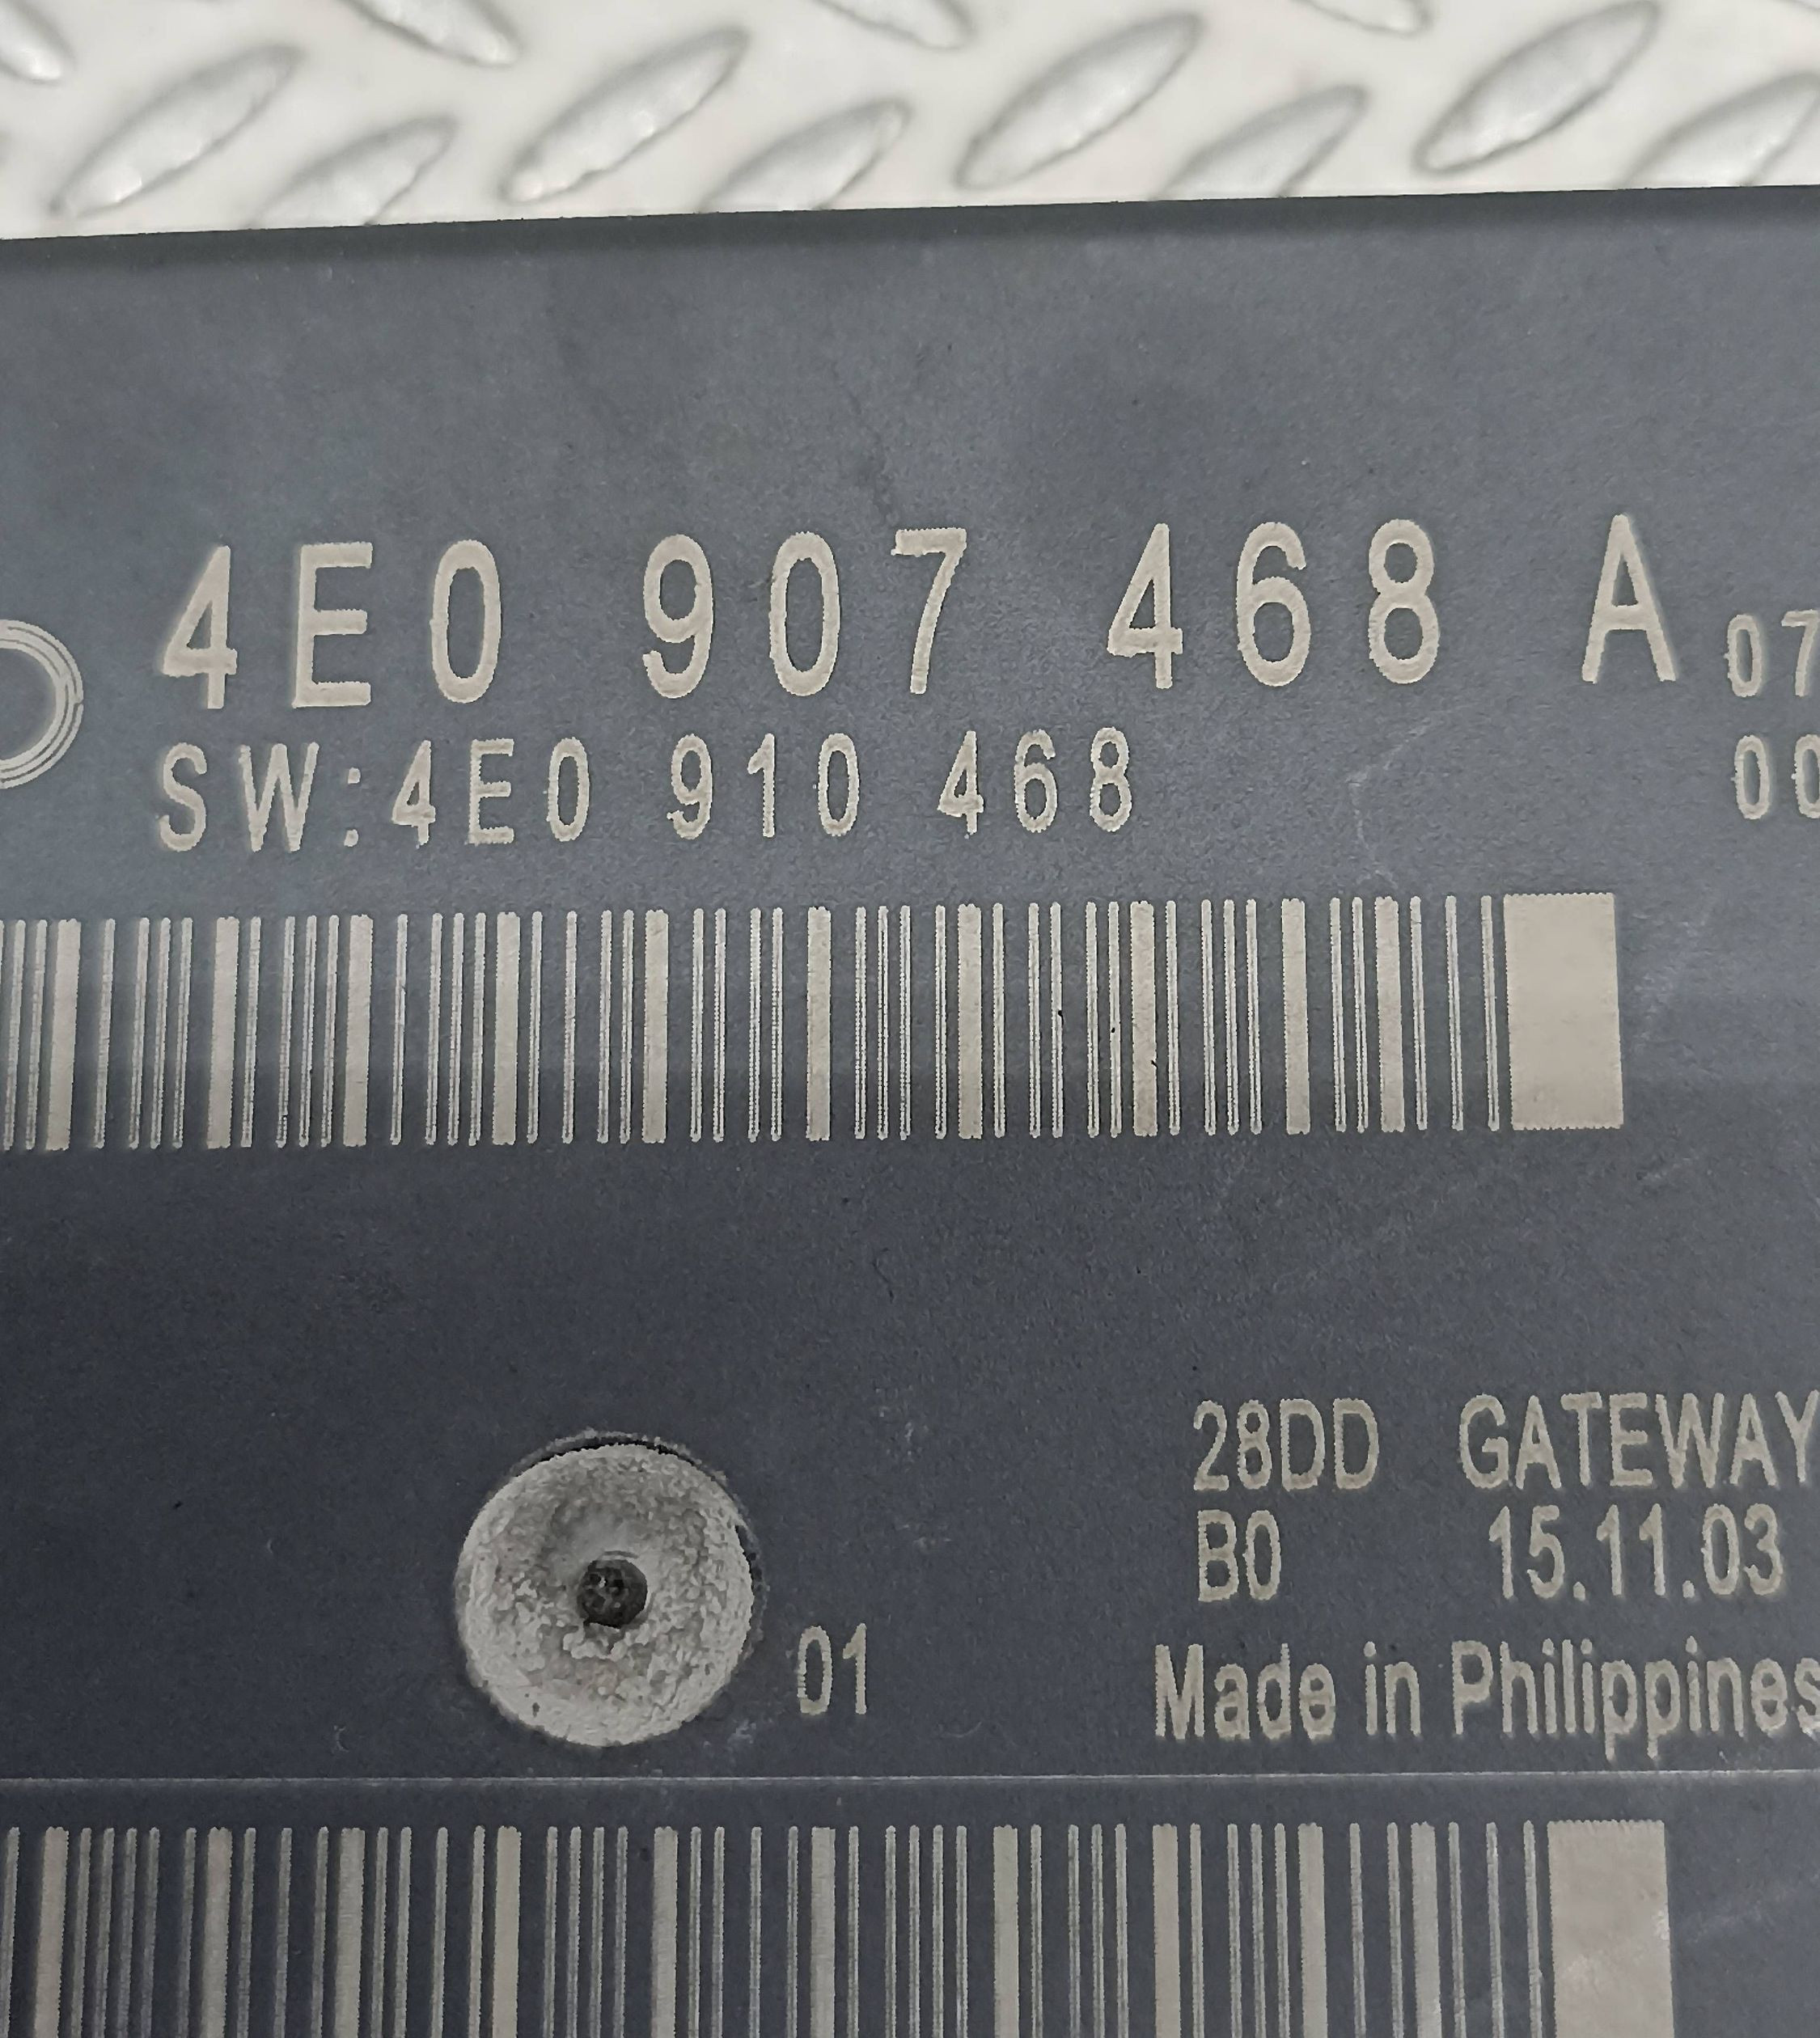 4E0 907 468 A 07
SW:4E0 910 468 00
28DD GATEWAY
B0 15.11.03
01
Made in Philippines